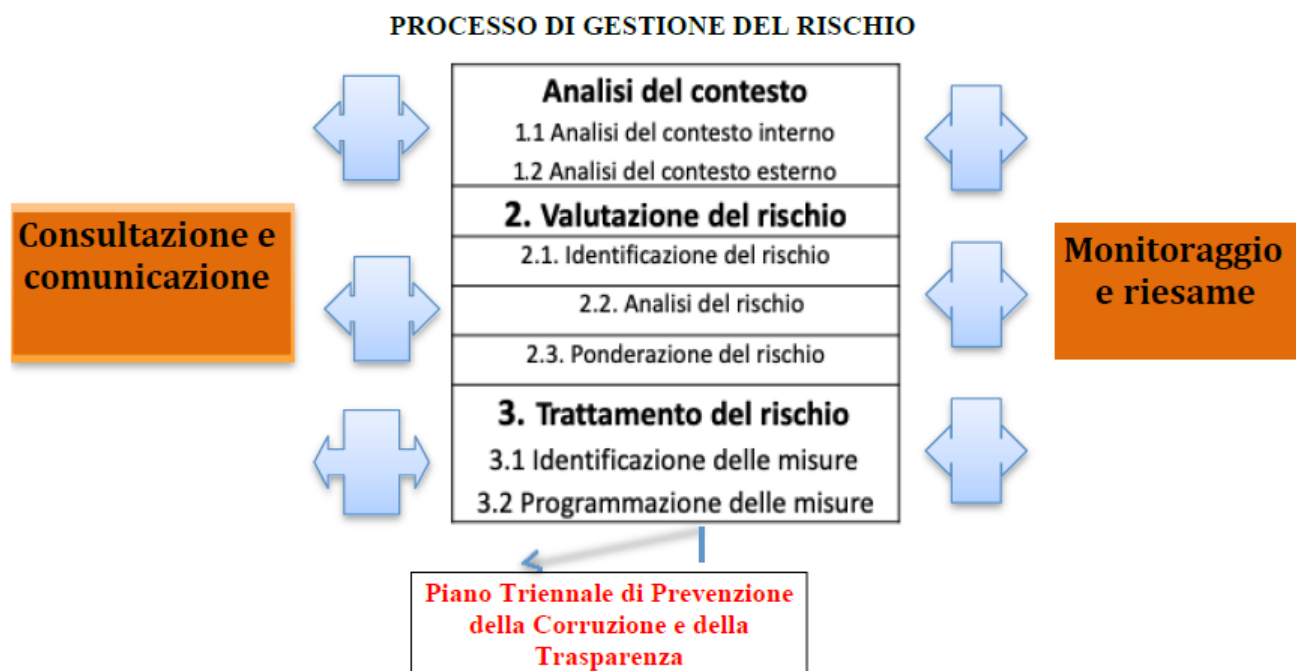 PROCESSO DI GESTIONE DEL RISCHIO
Analisi del contesto
1.1 Analisi del contesto interno
1.2 Analisi del contesto esterno
2. Valutazione del rischio
2.1. Identificazione del rischio
2.2. Analisi del rischio
2.3. Ponderazione del rischio
3. Trattamento del rischio
3.1 Identificazione delle misure
3.2 Programmazione delle misure
Consultazione e
comunicazione
Monitoraggio
e riesame
Piano Triennale di Prevenzione
della Corruzione e della
Trasparenza